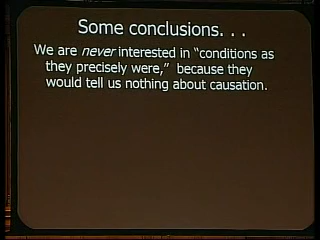 Some conclusions. . .
We are never interested in “conditions as
they precisely were,” because they
would tell us nothing about causation.